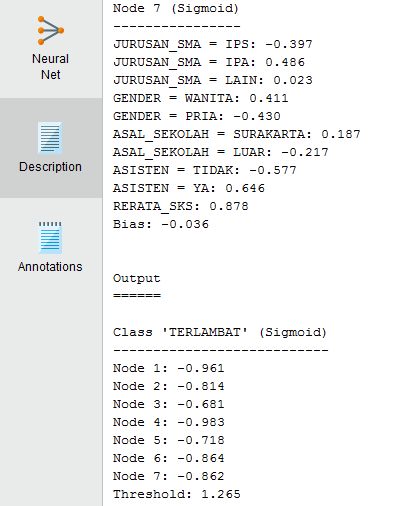 Neural
Net
Description
Annotations
Node 7 (Sigmoid)
----------------
JURUSAN_SMA = IPS: -0.397
JURUSAN_SMA = IPA: 0.486
JURUSAN_SMA = LAIN: 0.023
GENDER = WANITA: 0.411
GENDER = PRIA: -0.430
ASAL_SEKOLAH = SURAKARTA: 0.187
ASAL_SEKOLAH = LUAR: -0.217
ASISTEN = TIDAK: -0.577
ASISTEN = YA: 0.646
RERATA_SKS: 0.878
Bias: -0.036
Output
======
Class 'TERLAMBAT' (Sigmoid)
---------------------------
Node 1: -0.961
Node 2: -0.814
Node 3: -0.681
Node 4: -0.983
Node 5: -0.718
Node 6: -0.864
Node 7: -0.862
Threshold: 1.265